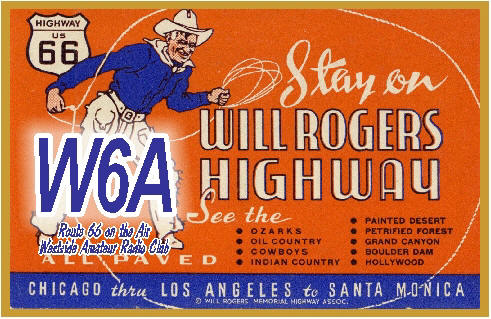 HIGHWAY
US
66
Stay on
WILL ROGERS
HIGHWAY
W6A
Route 66 on the Air
Westside Amateur Radio Club
See the
• OZARKS
• OIL COUNTRY
• COWBOYS
• INDIAN COUNTRY
• PAINTED DESERT
• PETRIFIED FOREST
• GRAND CANYON
• BOULDER DAM
• HOLLYWOOD
CHICAGO thru LOS ANGELES to SANTA MONICA
© WILL ROGERS MEMORIAL HIGHWAY ASSOC.